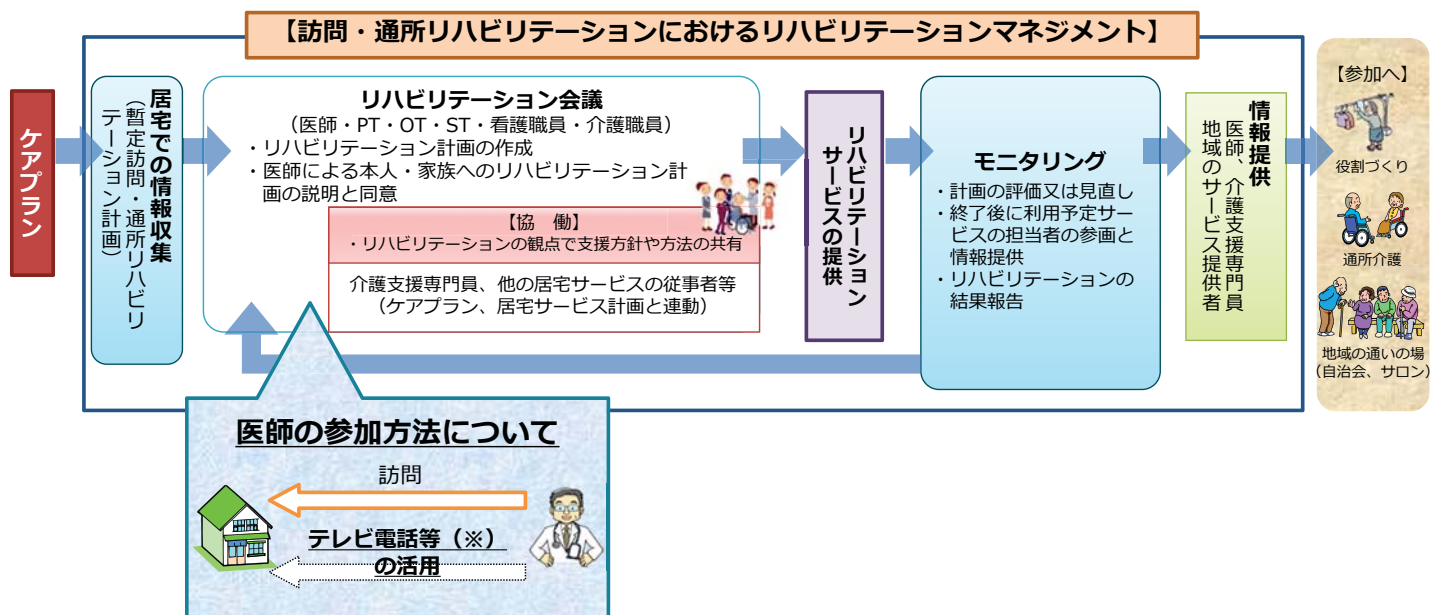 【訪問・通所リハビリテーションにおけるリハビリテーションマネジメント】
ケアプラン
居宅での情報収集
（暫定訪問・通所リハビリ
テーション計画）
リハビリテーション会議
（医師・PT・OT・ST・看護職員・介護職員）
・リハビリテーション計画の作成
・医師による本人・家族へのリハビリテーション計
画の説明と同意
【協　働】
・リハビリテーションの観点で支援方針や方法の共有
介護支援専門員、他の居宅サービスの従事者等
（ケアプラン、居宅サービス計画と連動）
リハビリテーション
サービスの提供
モニタリング
・計画の評価又は見直し
・終了後に利用予定サー
ビスの担当者の参画と
情報提供
・リハビリテーションの
結果報告
情報提供
医師、介護支援専門員
地域のサービス提供者
【参加へ】
役割づくり
通所介護
地域の通いの場
（自治会、サロン）
医師の参加方法について
訪問
テレビ電話等（※）
の活用